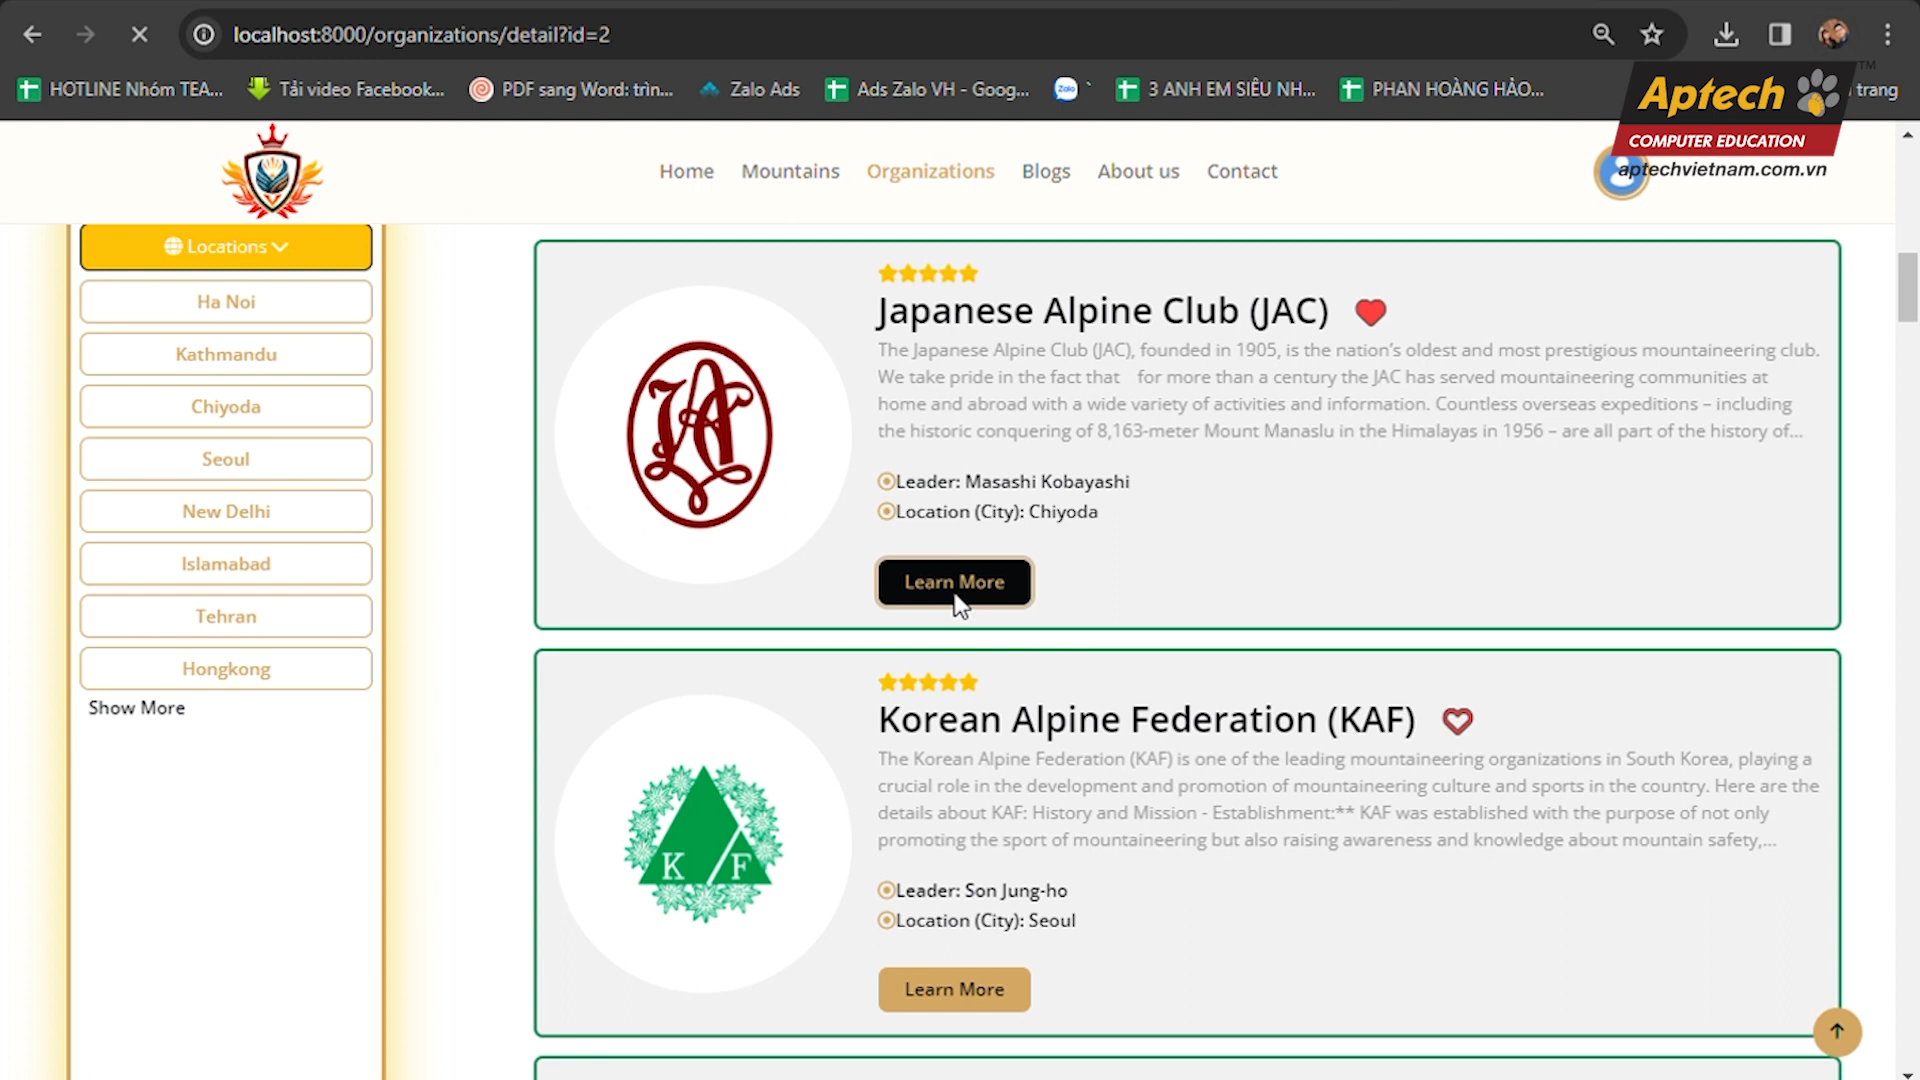 localhost:8000/organizations/detail?id=2
HOTLINE Nhóm TEA...
Tải video Facebook...
PDF sang Word: trìn...
Zalo Ads
Ads Zalo VH - Goog...
Zalo
`
3 ANH EM SIÊU NH...
PHAN HOÀNG HẢO...
trang
Aptech
TM
COMPUTER EDUCATION
aptechvietnam.com.vn
Home
Mountains
Organizations
Blogs
About us
Contact
Locations
Ha Noi
Kathmandu
Chiyoda
Seoul
New Delhi
Islamabad
Tehran
Hongkong
Show More
Japanese Alpine Club (JAC)
The Japanese Alpine Club (JAC), founded in 1905, is the nation's oldest and most prestigious mountaineering club.
We take pride in the fact that for more than a century the JAC has served mountaineering communities at
home and abroad with a wide variety of activities and information. Countless overseas expeditions – including
the historic conquering of 8,163-meter Mount Manaslu in the Himalayas in 1956 – are all part of the history of...
Leader: Masashi Kobayashi
Location (City): Chiyoda
Learn More
Korean Alpine Federation (KAF)
The Korean Alpine Federation (KAF) is one of the leading mountaineering organizations in South Korea, playing a
crucial role in the development and promotion of mountaineering culture and sports in the country. Here are the
details about KAF: History and Mission - Establishment:** KAF was established with the purpose of not only
promoting the sport of mountaineering but also raising awareness and knowledge about mountain safety,...
K F
Leader: Son Jung-ho
Location (City): Seoul
Learn More